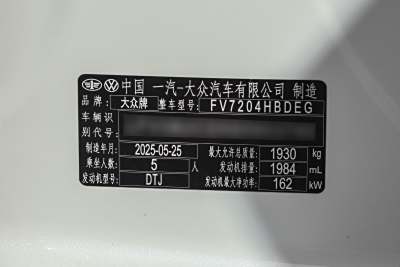 中国 一汽-大众汽车有限公司 制造
品牌: 大众牌 整车型号: FV7204HBDEG
车辆识
别代号:
制造年月: 2025-05-25 最大允许总质量: 1930 kg
乘坐人数: 5 人 发动机排量: 1984 mL
发动机型号: DTJ 发动机最大净功率: 162 kW